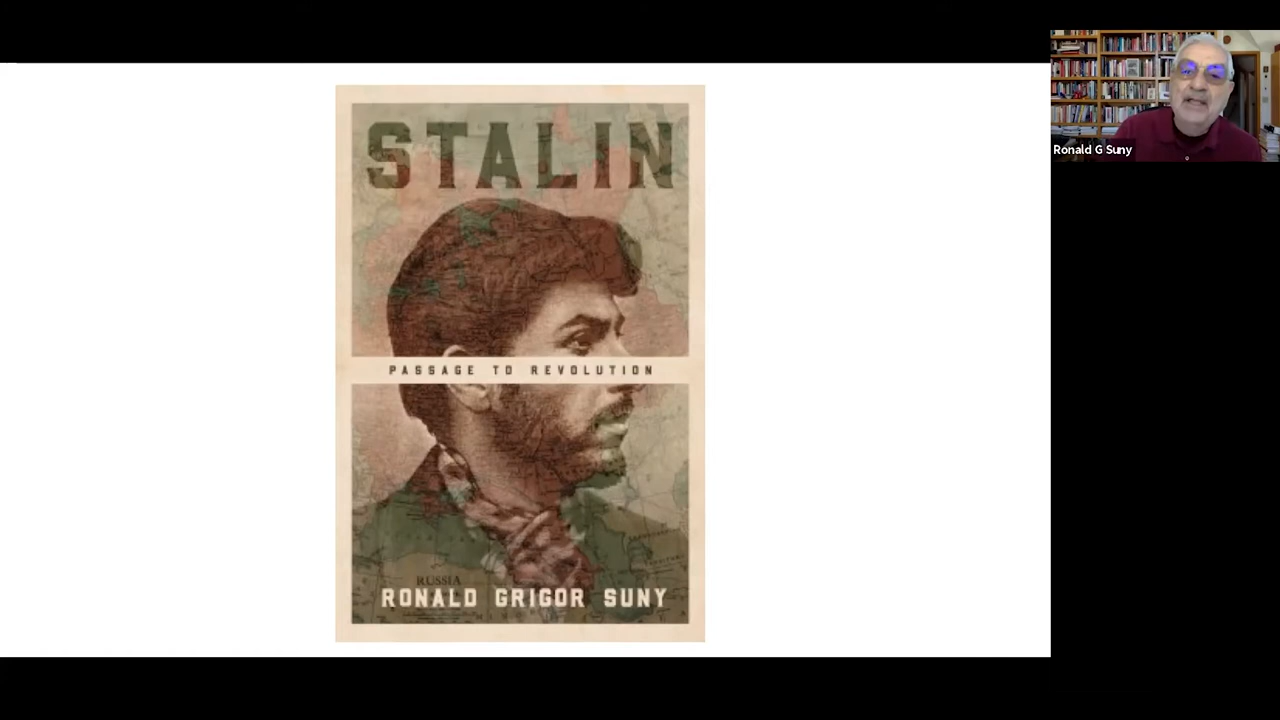 STALIN
PASSAGE TO REVOLUTION
RUSSIA
RONALD GRIGOR SUNY
Ronald G Suny